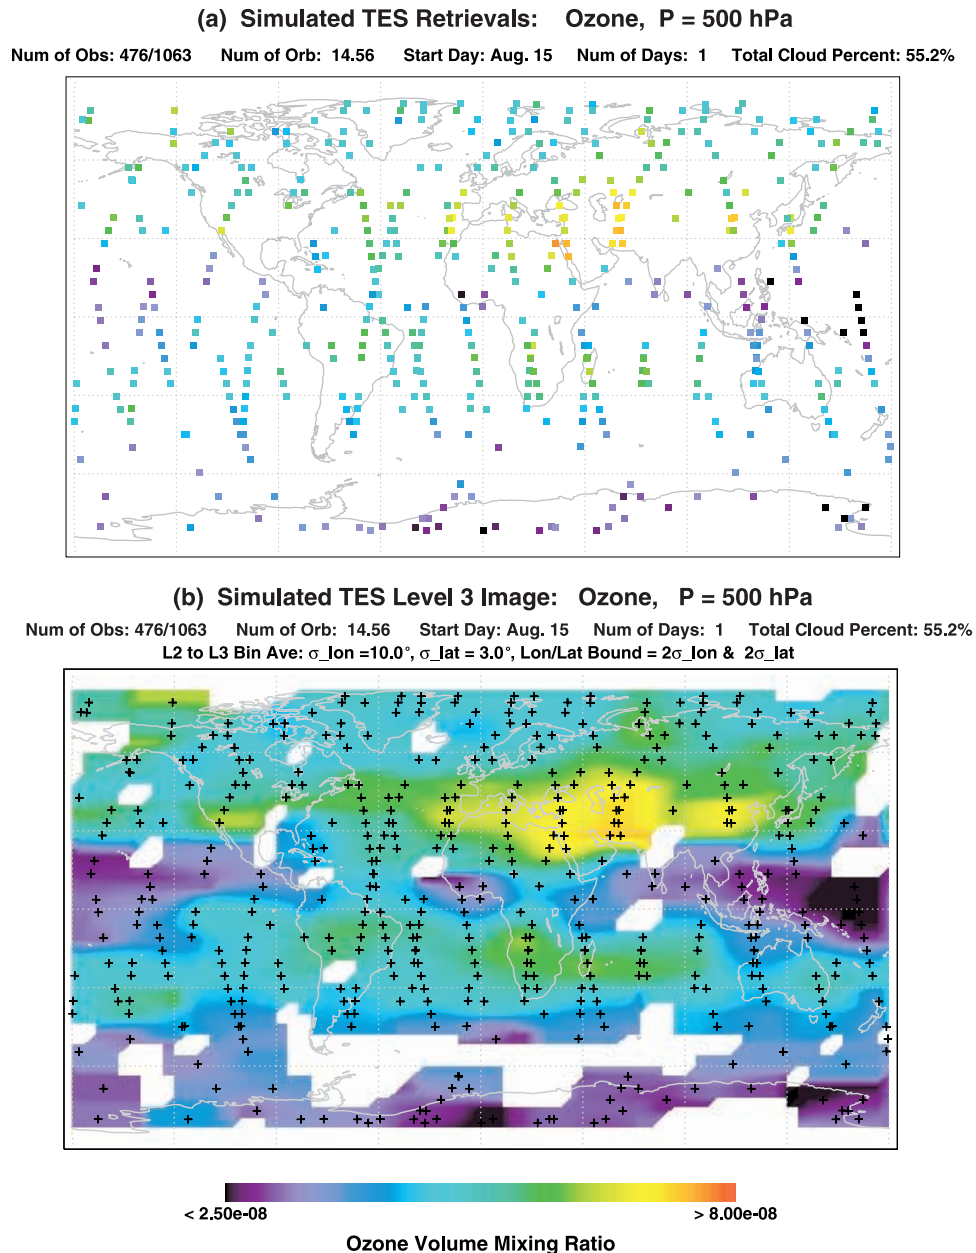 (a) Simulated TES Retrievals: Ozone, P = 500 hPa
Num of Obs: 476/1063 Num of Orb: 14.56 Start Day: Aug. 15 Num of Days: 1 Total Cloud Percent: 55.2%
(b) Simulated TES Level 3 Image: Ozone, P = 500 hPa
Num of Obs: 476/1063 Num of Orb: 14.56 Start Day: Aug. 15 Num of Days: 1 Total Cloud Percent: 55.2%
L2 to L3 Bin Ave: σ_lon =10.0°, σ_lat = 3.0°, Lon/Lat Bound = 2σ_lon & 2σ_lat
< 2.50e-08 > 8.00e-08
Ozone Volume Mixing Ratio